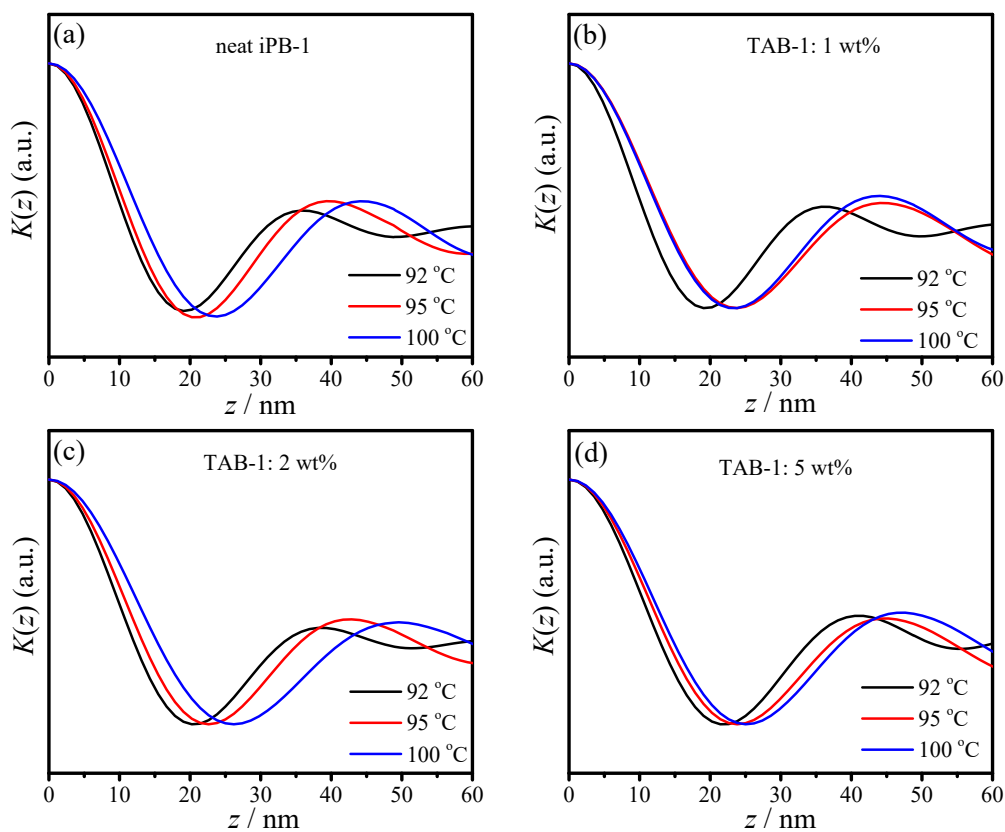 (a)
neat iPB-1
K(z) (a.u.)
92 °C
95 °C
100 °C
0 10 20 30 40 50 60
z / nm
(b)
TAB-1: 1 wt%
K(z) (a.u.)
92 °C
95 °C
100 °C
0 10 20 30 40 50 60
z / nm
(c)
TAB-1: 2 wt%
K(z) (a.u.)
92 °C
95 °C
100 °C
0 10 20 30 40 50 60
z / nm
(d)
TAB-1: 5 wt%
K(z) (a.u.)
92 °C
95 °C
100 °C
0 10 20 30 40 50 60
z / nm